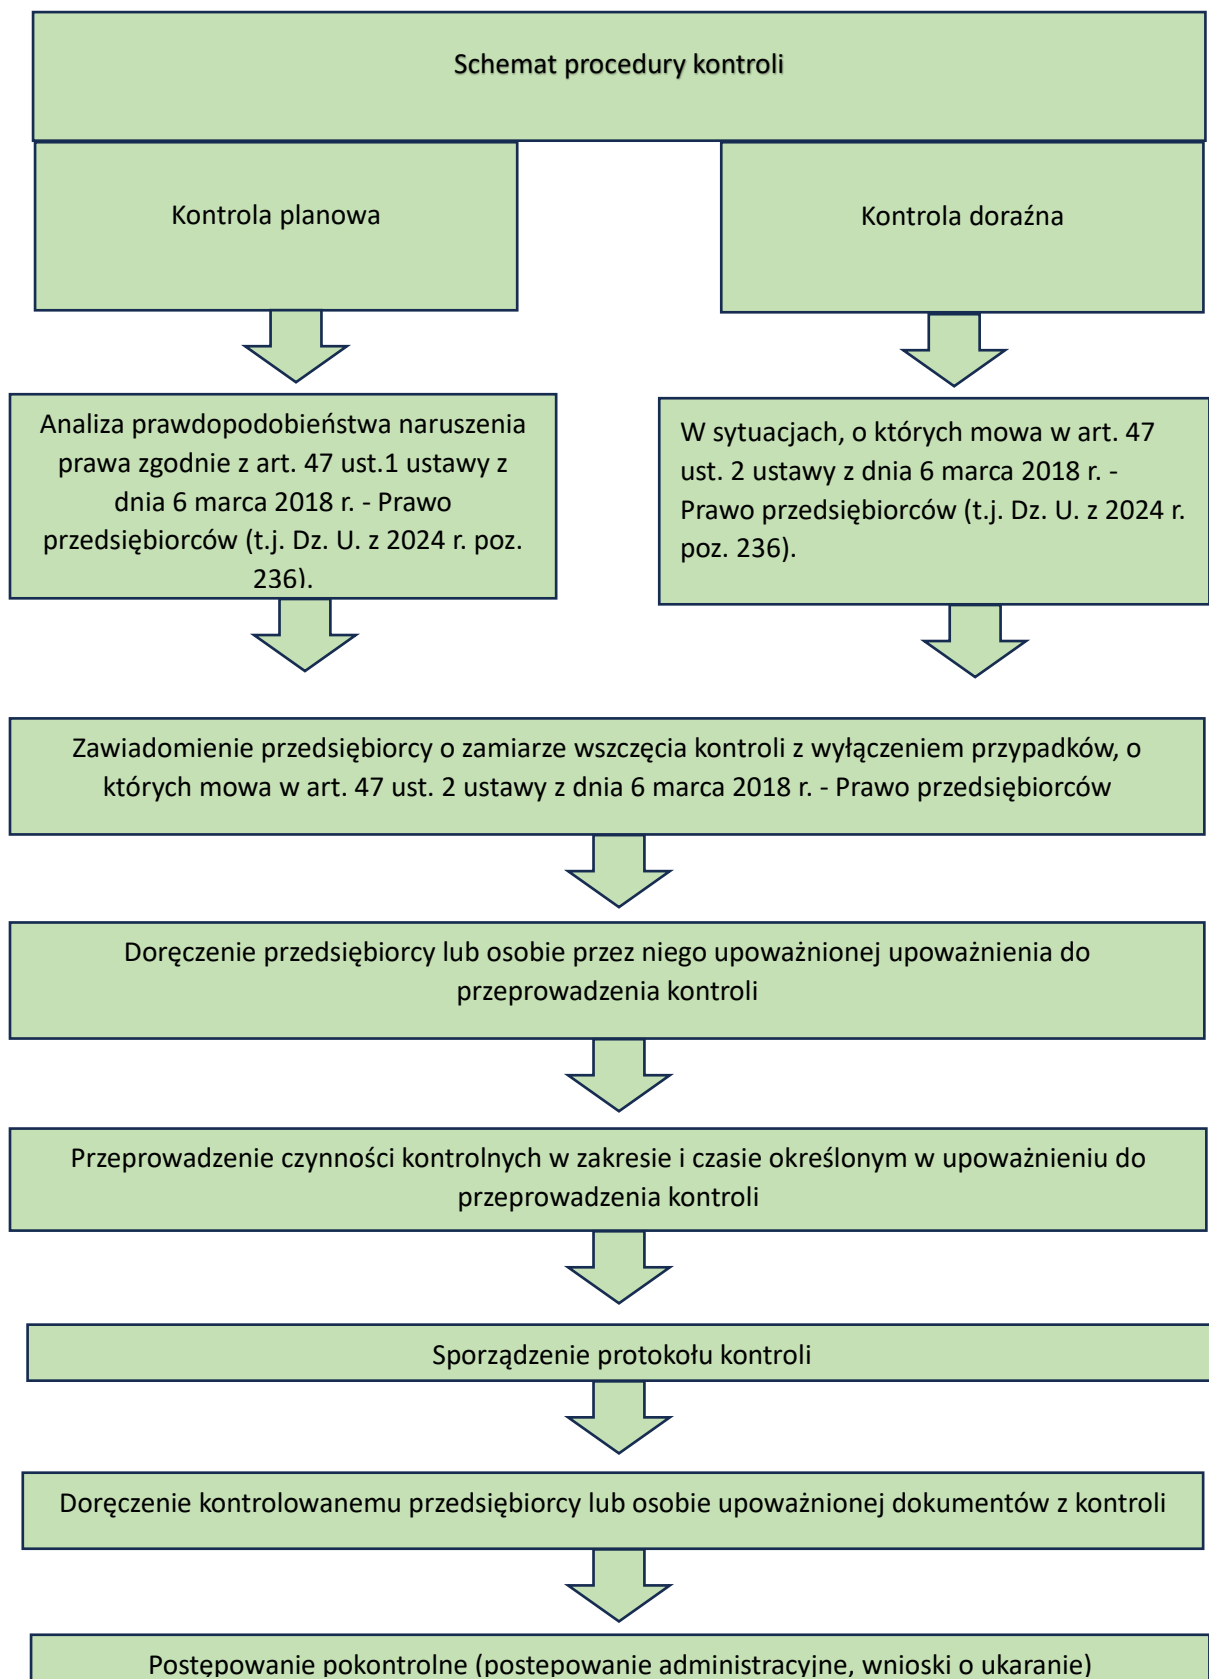 Schemat procedury kontroli
Kontrola planowa
Kontrola doraźna
Analiza prawdopodobieństwa naruszenia
prawa zgodnie z art. 47 ust.1 ustawy z
dnia 6 marca 2018 r. - Prawo
przedsiębiorców (t.j. Dz. U. z 2024 r. poz.
236).
W sytuacjach, o których mowa w art. 47
ust. 2 ustawy z dnia 6 marca 2018 r. -
Prawo przedsiębiorców (t.j. Dz. U. z 2024 r.
poz. 236).
Zawiadomienie przedsiębiorcy o zamiarze wszczęcia kontroli z wyłączeniem przypadków, o
których mowa w art. 47 ust. 2 ustawy z dnia 6 marca 2018 r. - Prawo przedsiębiorców
Doręczenie przedsiębiorcy lub osobie przez niego upoważnionej upoważnienia do
przeprowadzenia kontroli
Przeprowadzenie czynności kontrolnych w zakresie i czasie określonym w upoważnieniu do
przeprowadzenia kontroli
Sporządzenie protokołu kontroli
Doręczenie kontrolowanemu przedsiębiorcy lub osobie upoważnionej dokumentów z kontroli
Postępowanie pokontrolne (postepowanie administracyjne, wnioski o ukaranie)